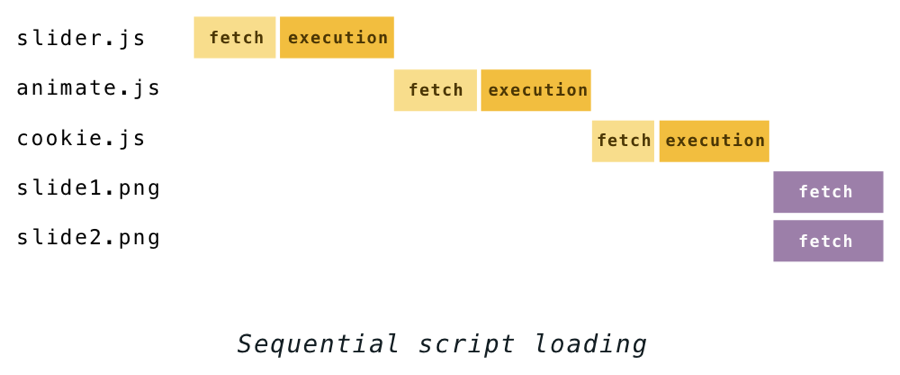 slider.js fetch execution
animate.js fetch execution
cookie.js fetch execution
slide1.png fetch
slide2.png fetch
Sequential script loading